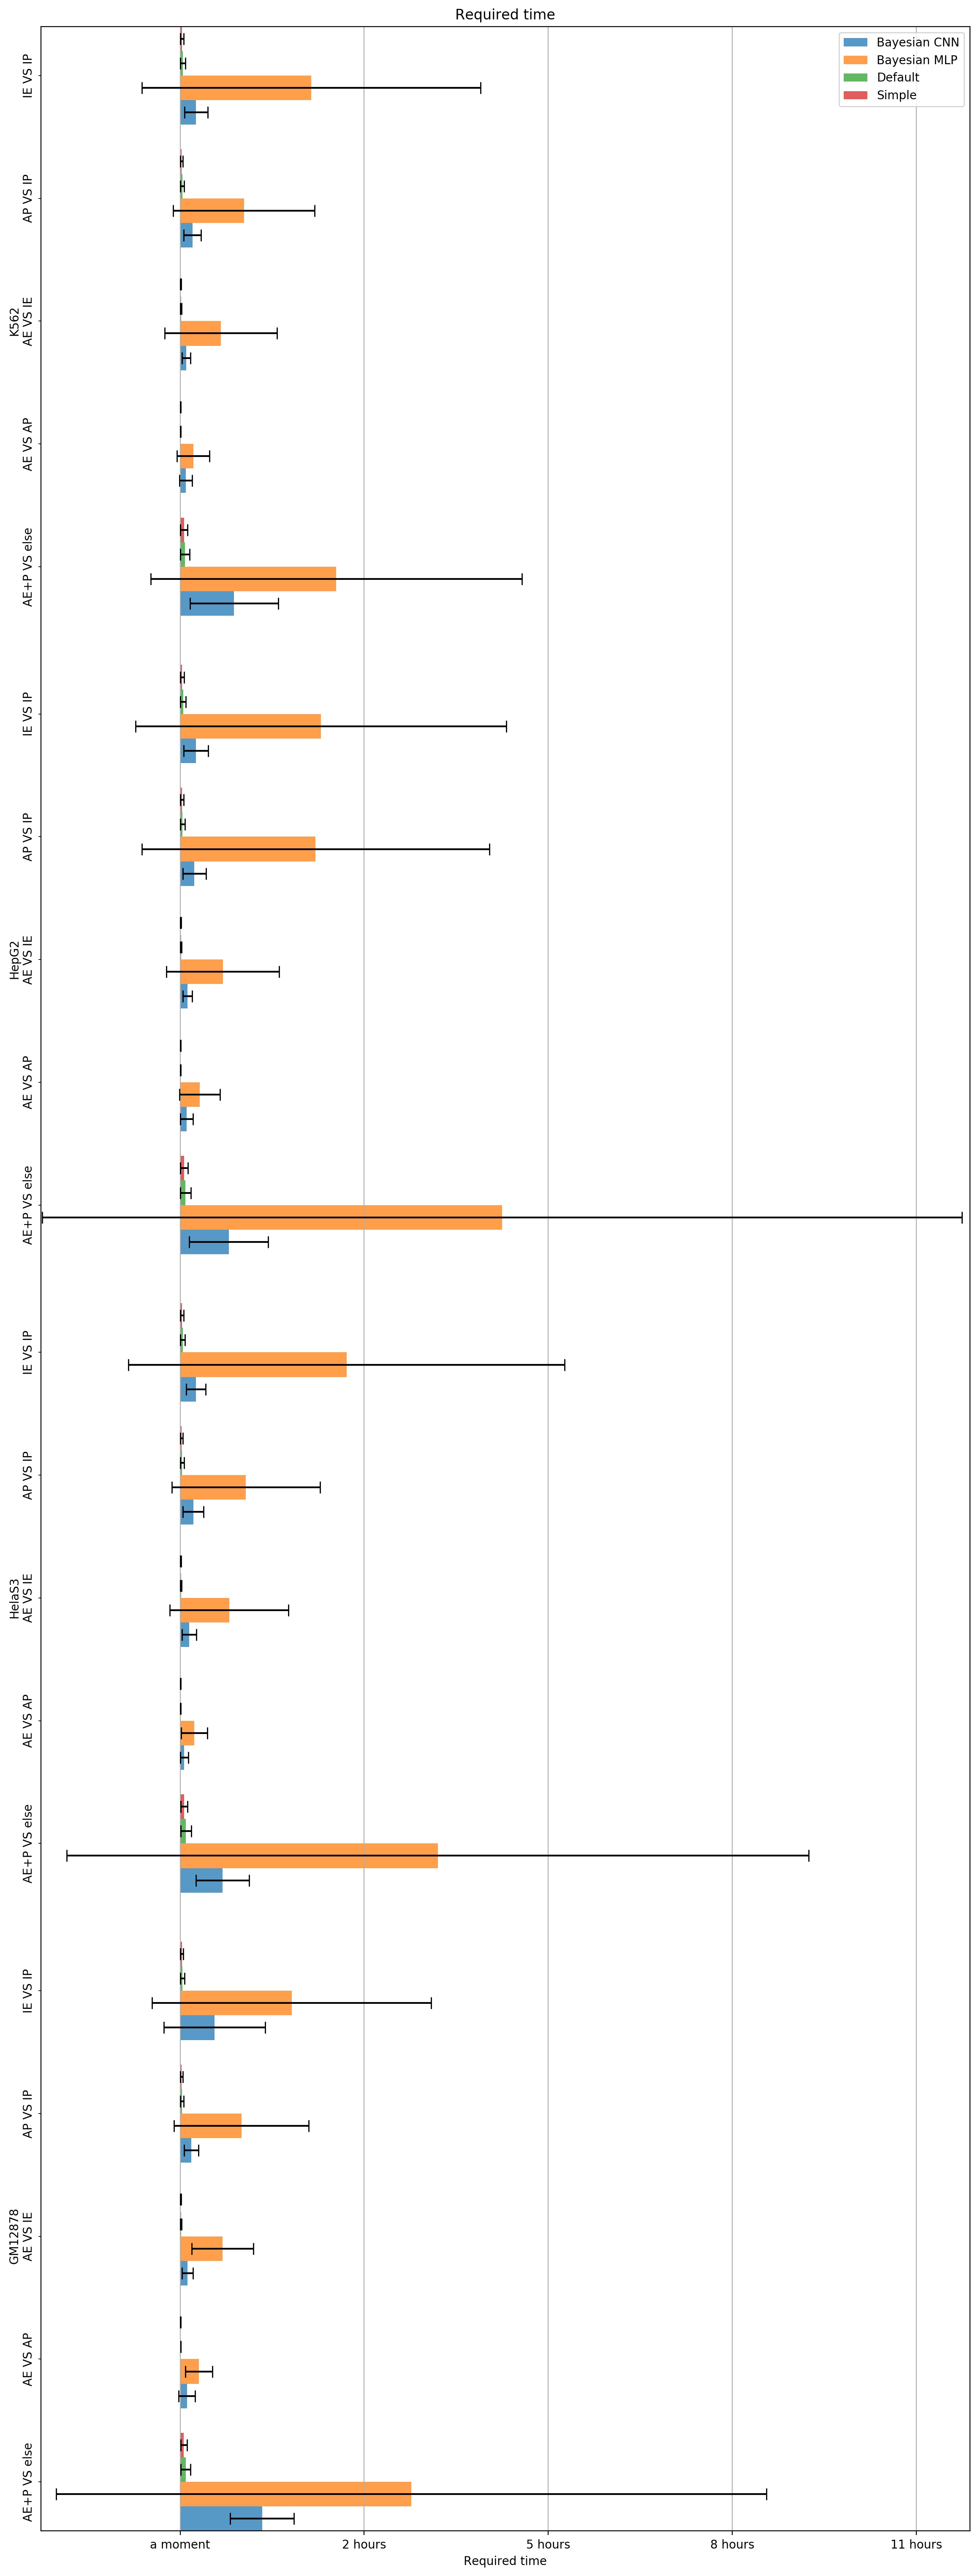 Required time
Bayesian CNN
Bayesian MLP
Default
Simple
IE VS IP
AP VS IP
K562
AE VS IE
AE VS AP
AE+P VS else
IE VS IP
AP VS IP
HepG2
AE VS IE
AE VS AP
AE+P VS else
IE VS IP
AP VS IP
HelaS3
AE VS IE
AE VS AP
AE+P VS else
IE VS IP
AP VS IP
GM12878
AE VS IE
AE VS AP
AE+P VS else
a moment 2 hours 5 hours 8 hours 11 hours
Required time